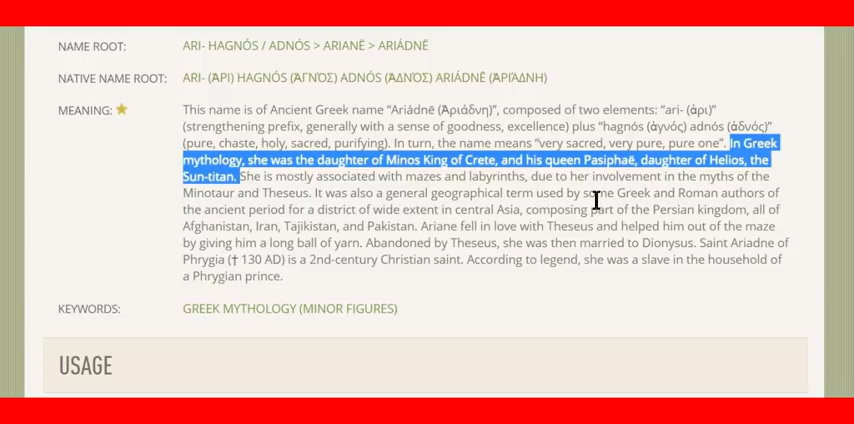 NAME ROOT: ARI- HAGNÓS / ADNÓS > ARIANĒ > ARIÁDNĒ
NATIVE NAME ROOT: ARI- (ἈΡΙ) HAGNÓS (ἉΓΝΌΣ) ADNÓS (ἈΔΝΌΣ) ARIÁDNĒ (ἈΡΙΆΔΝΗ)
MEANING: This name is of Ancient Greek name “Ariádnē (Ἀριάδνη)”, composed of two elements: “ari- (ἀρι)”
(strengthening prefix, generally with a sense of goodness, excellence) plus “hagnós (ἁγνός) adnós (ἀδνός)”
(pure, chaste, holy, sacred, purifying). In turn, the name means “very sacred, very pure, pure one”. In Greek
mythology, she was the daughter of Minos King of Crete, and his queen Pasiphaë, daughter of Helios, the
Sun-titan. She is mostly associated with mazes and labyrinths, due to her involvement in the myths of the
Minotaur and Theseus. It was also a general geographical term used by some Greek and Roman authors of
the ancient period for a district of wide extent in central Asia, composing part of the Persian kingdom, all of
Afghanistan, Iran, Tajikistan, and Pakistan. Ariane fell in love with Theseus and helped him out of the maze
by giving him a long ball of yarn. Abandoned by Theseus, she was then married to Dionysus. Saint Ariadne of
Phrygia († 130 AD) is a 2nd-century Christian saint. According to legend, she was a slave in the household of
a Phrygian prince.
KEYWORDS: GREEK MYTHOLOGY (MINOR FIGURES)
USAGE